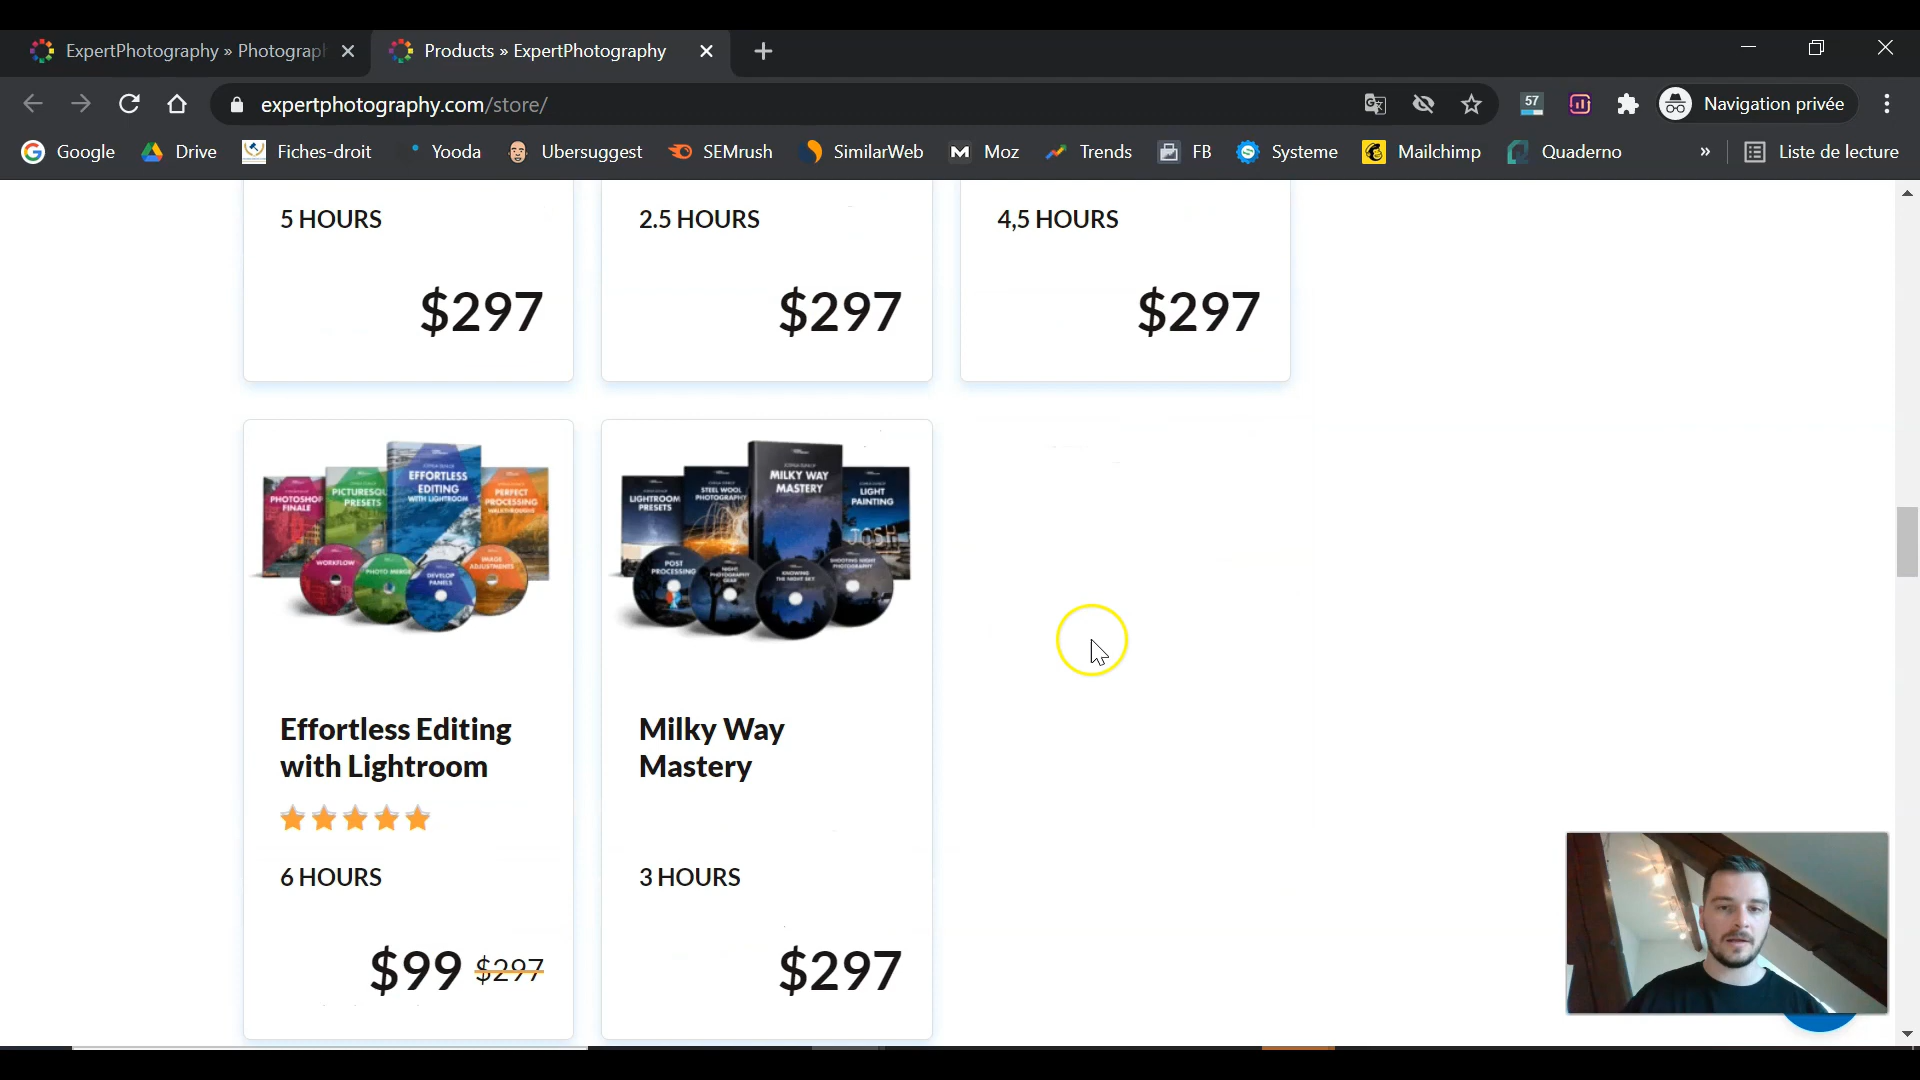 ExpertPhotography » Photograph
Products » ExpertPhotography
expertphotography.com/store/
57
Navigation privée
Google
Drive
Fiches-droit
Yooda
Ubersuggest
SEMrush
SimilarWeb
Moz
Trends
FB
Systeme
Mailchimp
Quaderno
»
Liste de lecture
5 HOURS
2.5 HOURS
4,5 HOURS
$297
$297
$297
PHOTOSHOP
FINALE
PICTURESQU
PRESETS
EFFORTLESS
EDITING
WITH LIGHTROOM
PERFECT
PROCESSING
WALKTHROUGHS
WORKFLOW
PHOTO MERGE
DEVELOP
PANELS
IMAGE
ADJUSTMENTS
LIGHTROOM
PRESETS
STEEL WOOL
PHOTOGRAPHY
MILKY WAY
MASTERY
LIGHT
PAINTING
JOSH
POST
PROCESSING
NIGHT
PHOTOGRAPHY
GEAR
KNOWING
THE NIGHT SKY
SHOOTING NIGHT
PHOTOGRAPHY
Effortless Editing
with Lightroom
Milky Way
Mastery
6 HOURS
3 HOURS
$99 $297
$297